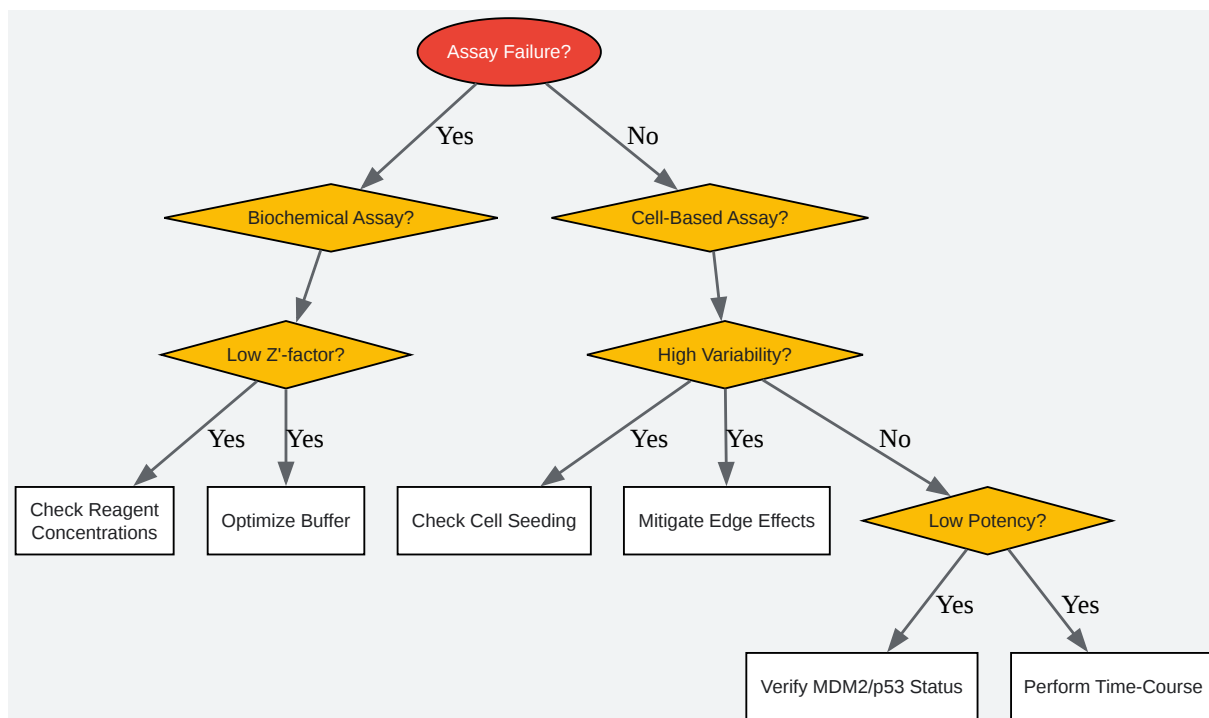 Assay Failure?
Yes
No
Biochemical Assay?
Cell-Based Assay?
Low Z'-factor?
High Variability?
Yes
Yes
Yes
Yes
No
Check Reagent
Concentrations
Optimize Buffer
Check Cell Seeding
Mitigate Edge Effects
Low Potency?
Yes
Yes
Verify MDM2/p53 Status
Perform Time-Course